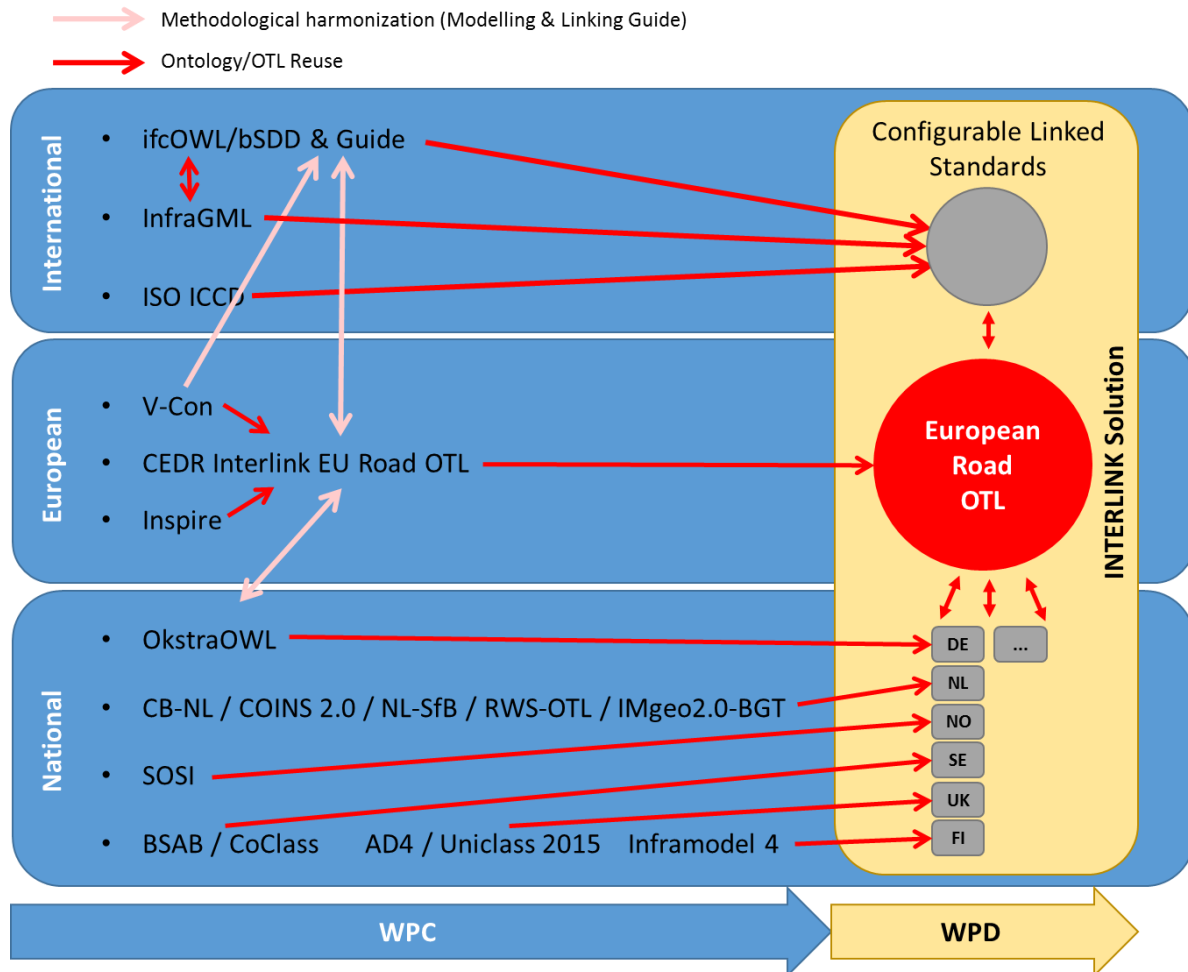 Methodological harmonization (Modelling & Linking Guide)
Ontology/OTL Reuse
International
• ifcOWL/bSDD & Guide
• InfraGML
• ISO ICCD
Configurable Linked
Standards
European
• V-Con
• CEDR Interlink EU Road OTL
• Inspire
European
Road
OTL
INTERLINK Solution
National
• OkstraOWL
• CB-NL / COINS 2.0 / NL-SfB / RWS-OTL / IMgeo2.0-BGT
• SOSI
• BSAB / CoClass AD4 / Uniclass 2015 Inframodel 4
DE ...
NL
NO
SE
UK
FI
WPC
WPD